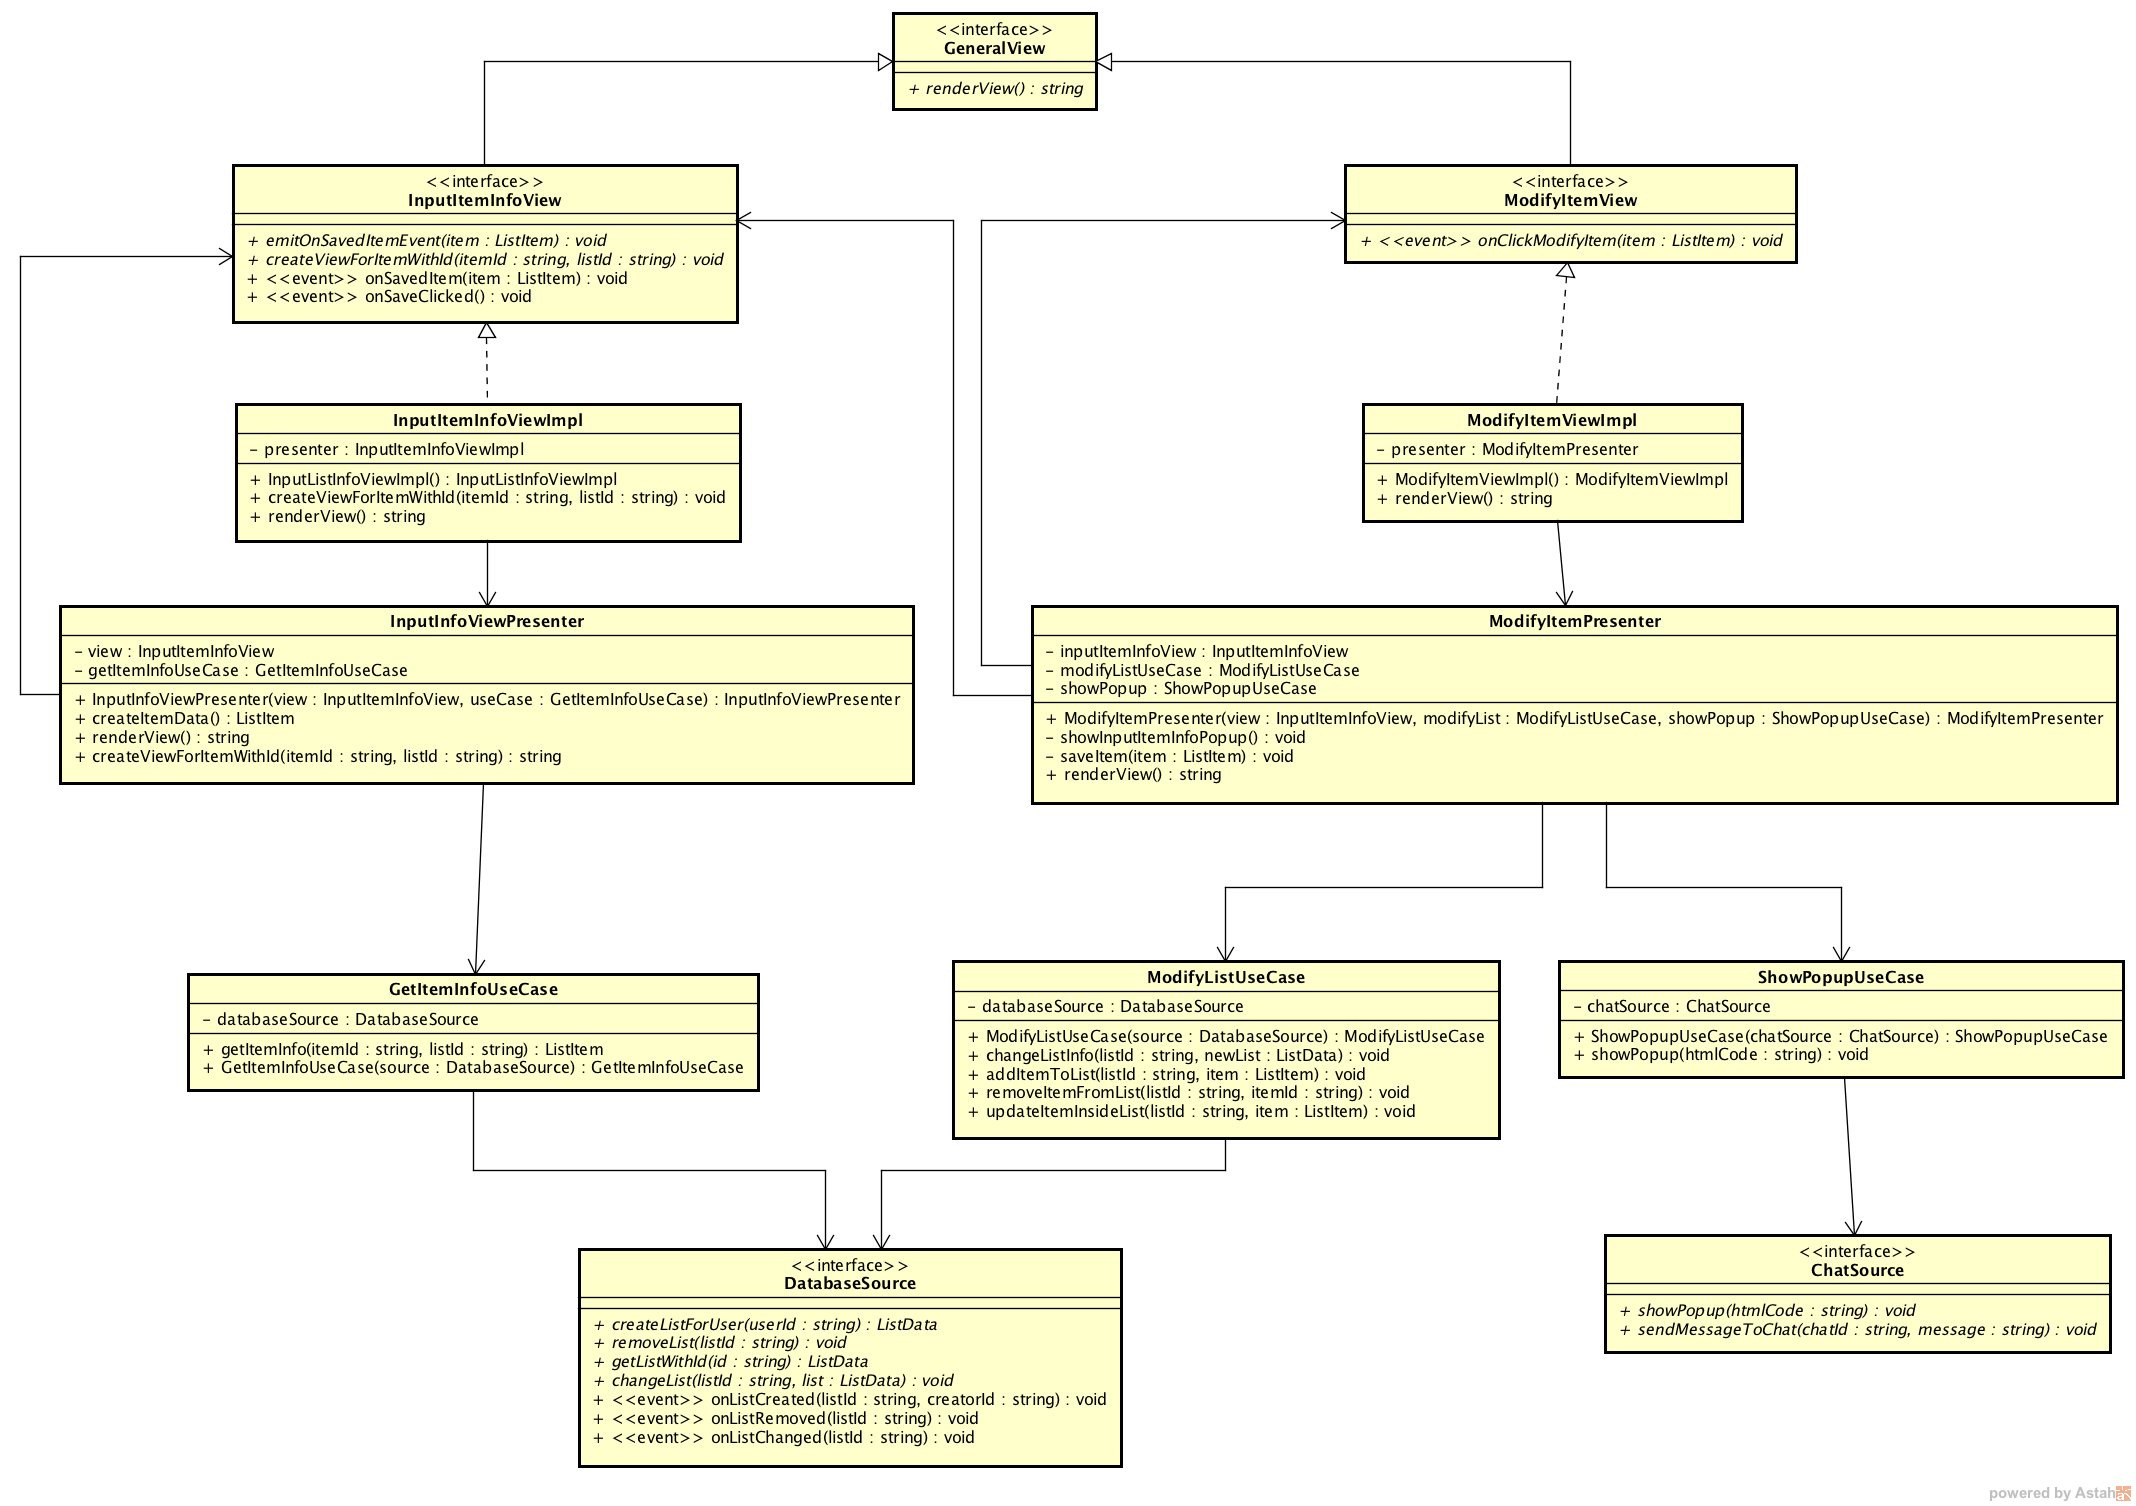 <<interface>>
GeneralView
+ renderView() : string
<<interface>>
InputItemInfoView
+ emitOnSavedItemEvent(item : ListItem) : void
+ createViewForItemWithId(itemId : string, listId : string) : void
+ <<event>> onSavedItem(item : ListItem) : void
+ <<event>> onSaveClicked() : void
<<interface>>
ModifyItemView
+ <<event>> onClickModifyItem(item : ListItem) : void
InputItemInfoViewImpl
- presenter : InputItemInfoViewImpl
+ InputListInfoViewImpl() : InputListInfoViewImpl
+ createViewForItemWithId(itemId : string, listId : string) : void
+ renderView() : string
ModifyItemViewImpl
- presenter : ModifyItemPresenter
+ ModifyItemViewImpl() : ModifyItemViewImpl
+ renderView() : string
InputInfoViewPresenter
- view : InputItemInfoView
- getItemInfoUseCase : GetItemInfoUseCase
+ InputInfoViewPresenter(view : InputItemInfoView, useCase : GetItemInfoUseCase) : InputInfoViewPresenter
+ createItemData() : ListItem
+ renderView() : string
+ createViewForItemWithId(itemId : string, listId : string) : string
ModifyItemPresenter
- inputItemInfoView : InputItemInfoView
- modifyListUseCase : ModifyListUseCase
- showPopup : ShowPopupUseCase
+ ModifyItemPresenter(view : InputItemInfoView, modifyList : ModifyListUseCase, showPopup : ShowPopupUseCase) : ModifyItemPresenter
- showInputItemInfoPopup() : void
- saveItem(item : ListItem) : void
+ renderView() : string
GetItemInfoUseCase
- databaseSource : DatabaseSource
+ getItemInfo(itemId : string, listId : string) : ListItem
+ GetItemInfoUseCase(source : DatabaseSource) : GetItemInfoUseCase
ModifyListUseCase
- databaseSource : DatabaseSource
+ ModifyListUseCase(source : DatabaseSource) : ModifyListUseCase
+ changeListInfo(listId : string, newList : ListData) : void
+ addItemToList(listId : string, item : ListItem) : void
+ removeItemFromList(listId : string, itemId : string) : void
+ updateItemInsideList(listId : string, item : ListItem) : void
ShowPopupUseCase
- chatSource : ChatSource
+ ShowPopupUseCase(chatSource : ChatSource) : ShowPopupUseCase
+ showPopup(htmlCode : string) : void
<<interface>>
DatabaseSource
+ createListForUser(userId : string) : ListData
+ removeList(listId : string) : void
+ getListWithId(id : string) : ListData
+ changeList(listId : string, list : ListData) : void
+ <<event>> onListCreated(listId : string, creatorId : string) : void
+ <<event>> onListRemoved(listId : string) : void
+ <<event>> onListChanged(listId : string) : void
<<interface>>
ChatSource
+ showPopup(htmlCode : string) : void
+ sendMessageToChat(chatId : string, message : string) : void
powered by Astah